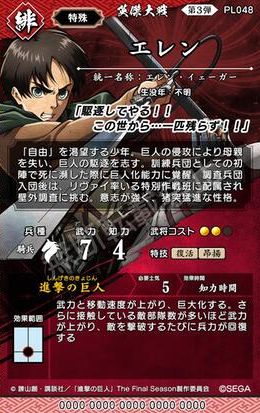 緋
特殊
英傑大戦
第3弾
PL048
エレン
統一名称：エレン・イェーガー
生没年 不明
「駆逐してやる！！
この世から……一匹残らず！！」
「自由」を渇望する少年。巨人の侵攻により母親
を失い、巨人の駆逐を志す。訓練兵団としての初
陣で死に瀕した際に巨人化能力に覚醒。調査兵団
入団後は、リヴァイ率いる特別作戦班に配属され
壁外調査に挑む。意志が強く、猪突猛進な性格。
兵種 武力 知力 武将コスト
騎兵 7 4 特技 復活 昂揚
しんげきのきょじん
進撃の巨人
必要士気 5
効果時間 知力時間
効果範囲
武力と移動速度が上がり、巨大化する。さ
らに接触している敵部隊数が多いほど武力
が上がり、敵を撃破するたびに兵力が回復
する
© 諫山創・講談社／「進撃の巨人」The Final Season製作委員会
©SEGA
0000-0000-0000-0000-0000